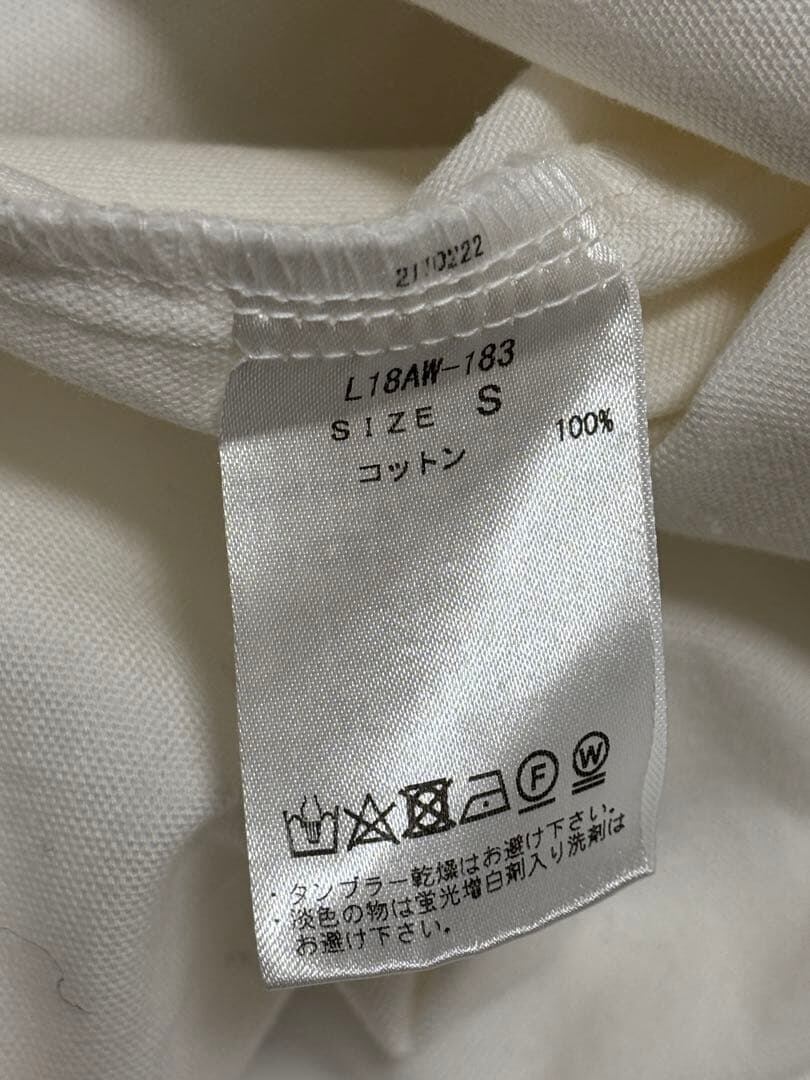 L18AW-183
SIZE S
コットン 100%
F W
・タンブラー乾燥はお避け下さい。
・淡色の物は蛍光増白剤入り洗剤は
お避け下さい。